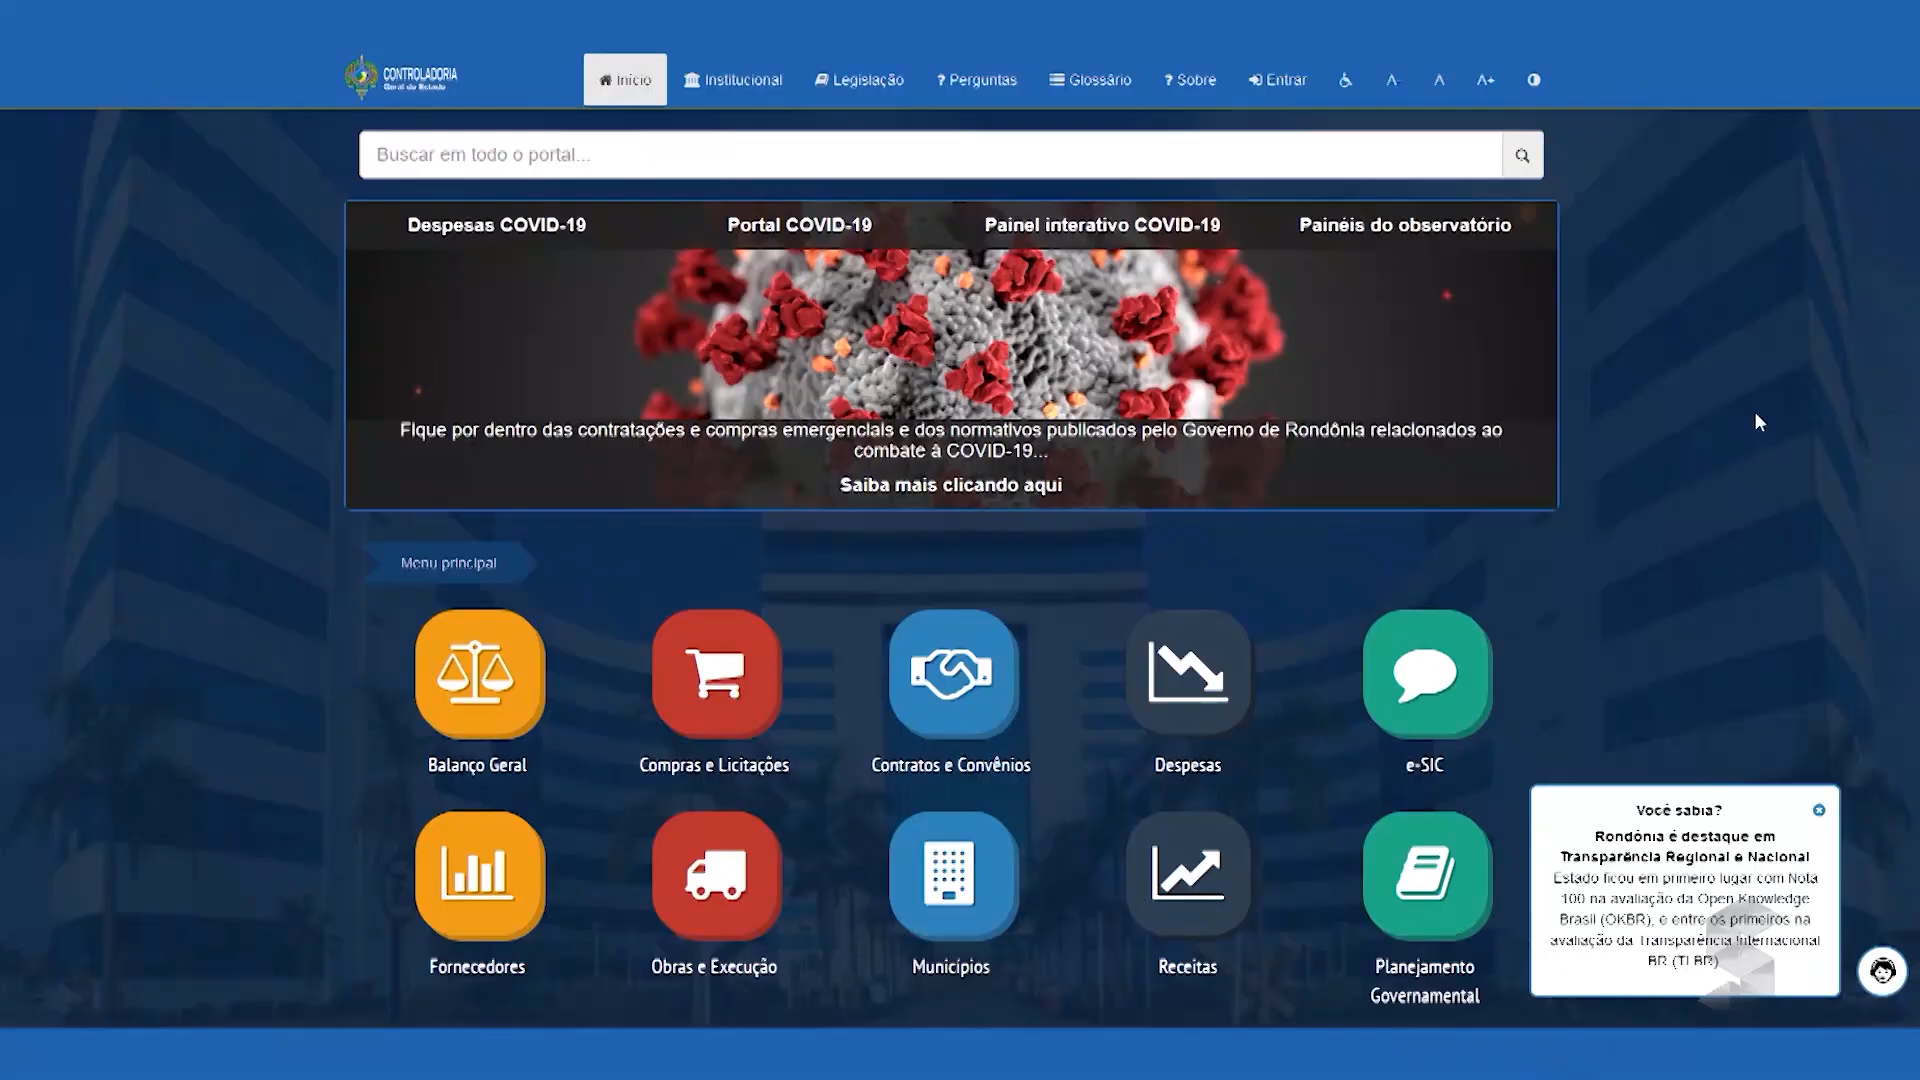 CONTROLADORIA
Geral do Estado
Início
Institucional
Legislação
? Perguntas
Glossário
? Sobre
Entrar
A-
A
A+
Buscar em todo o portal...
Despesas COVID-19
Portal COVID-19
Painel interativo COVID-19
Painéis do observatório
Fique por dentro das contratações e compras emergenciais e dos normativos publicados pelo Governo de Rondônia relacionados ao
combate à COVID-19...
Saiba mais clicando aqui
Menu principal
Balanço Geral
Compras e Licitações
Contratos e Convênios
Despesas
e-SIC
Fornecedores
Obras e Execução
Municípios
Receitas
Planejamento
Governamental
Você sabia?
Rondônia é destaque em
Transparência Regional e Nacional
Estado ficou em primeiro lugar com Nota
100 na avaliação da Open Knowledge
Brasil (OKBR), e entre os primeiros na
avaliação da Transparência Internacional
BR (TI BR)